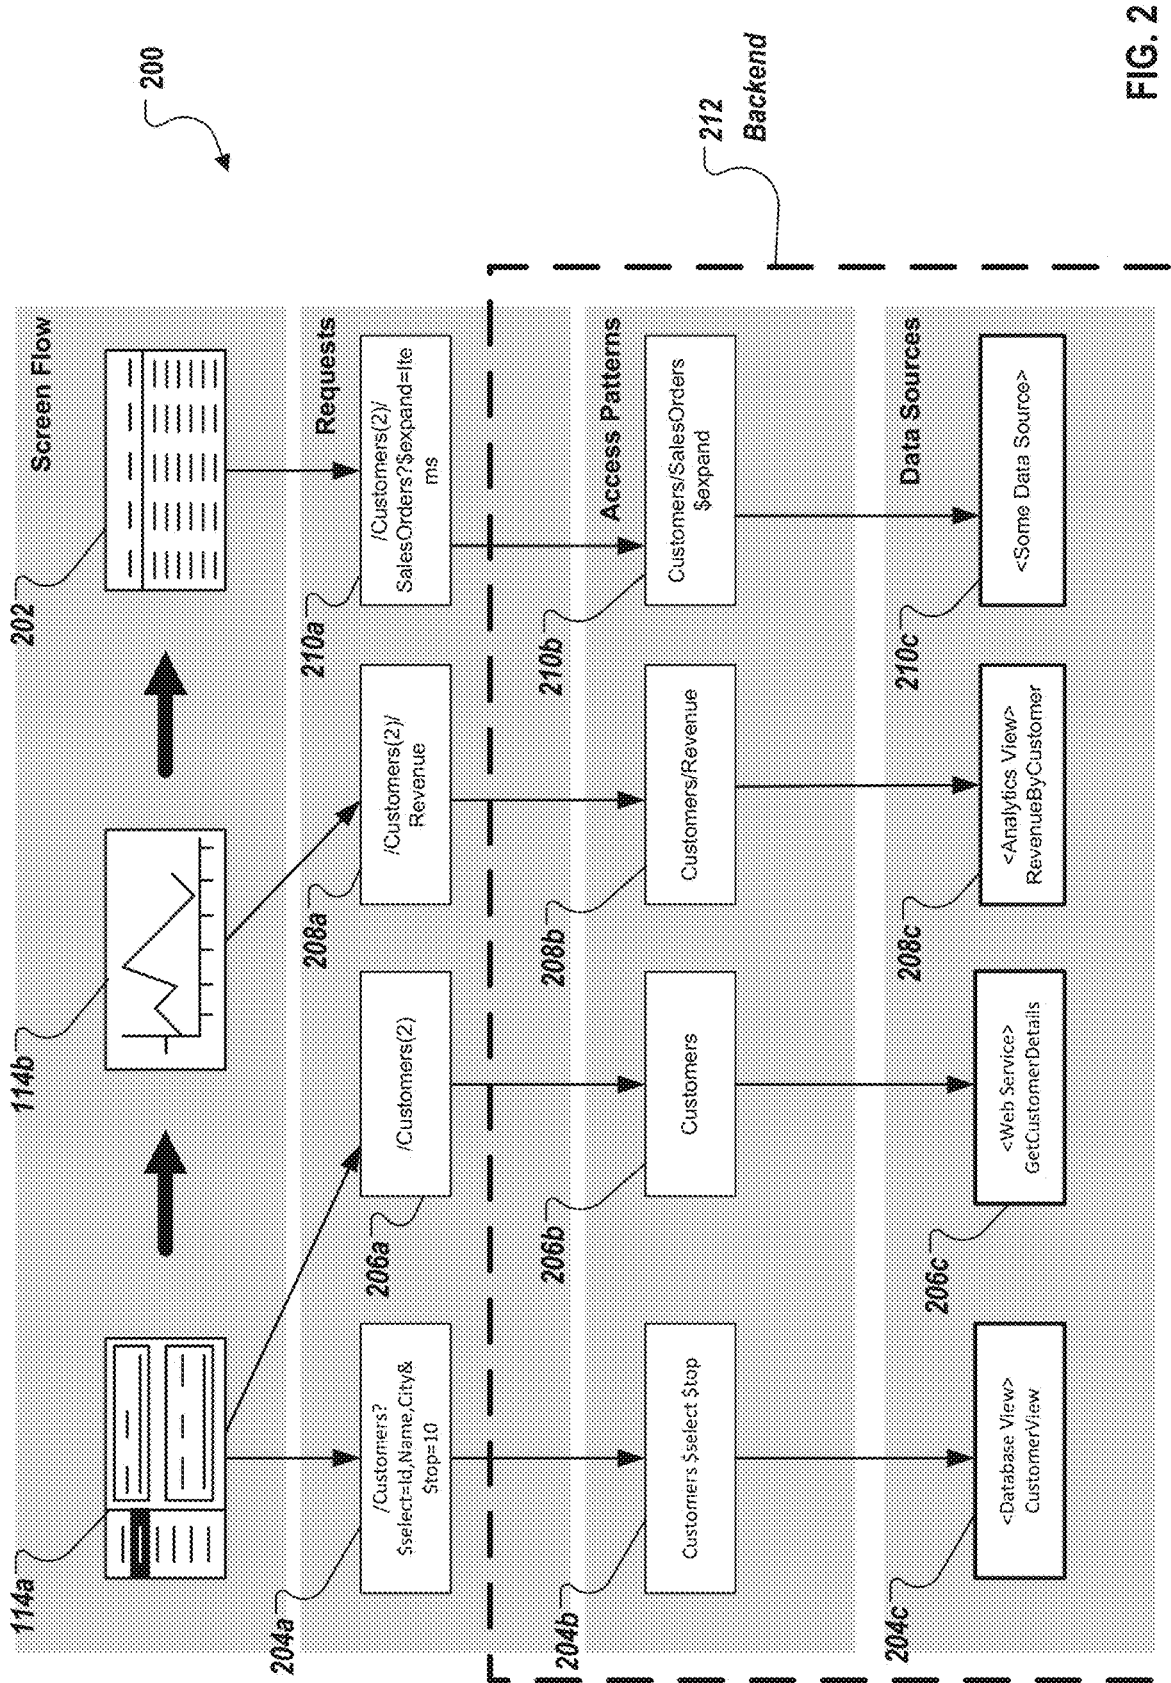 200
Screen Flow
114a
114b
202
Requests
204a
/Customers?
$select=Id,Name,City&
$top=10
206a
/Customers(2)
208a
/Customers(2)/
Revenue
210a
/Customers(2)/
SalesOrders?$expand=Ite
ms
Access Patterns
204b
Customers $select $top
206b
Customers
208b
Customers/Revenue
210b
Customers/SalesOrders
$expand
212
Backend
Data Sources
204c
<Database View>
CustomerView
206c
<Web Service>
GetCustomerDetails
208c
<Analytics View>
RevenueByCustomer
210c
<Some Data Source>
FIG. 2